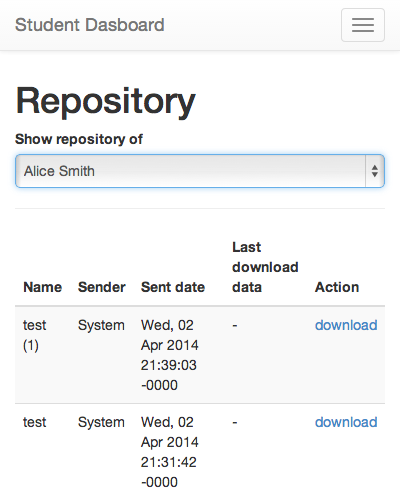 Student Dasboard
Repository
Show repository of
Alice Smith
Name Sender Sent date Last download data Action
test (1) System Wed, 02 Apr 2014 21:39:03 -0000 - download
test System Wed, 02 Apr 2014 21:31:42 -0000 - download